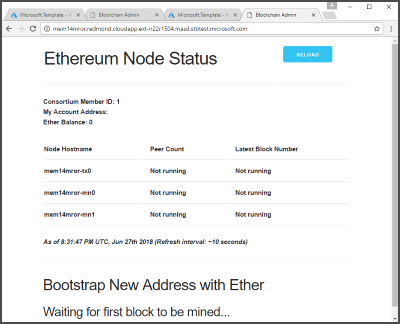 Microsoft.Template - Mi
Blockchain Admin
Microsoft.Template - Mi
Blockchain Admin
mem14mror.redmond.cloudapp.ext-n22r1504.masd.stbtest.microsoft.com
Ethereum Node Status
RELOAD
Consortium Member ID: 1
My Account Address:
Ether Balance: 0
Node Hostname Peer Count Latest Block Number
mem14mror-tx0 Not running Not running
mem14mror-mn0 Not running Not running
mem14mror-mn1 Not running Not running
As of 8:31:47 PM UTC, Jun 27th 2018 (Refresh interval: ~10 seconds)
Bootstrap New Address with Ether
Waiting for first block to be mined...